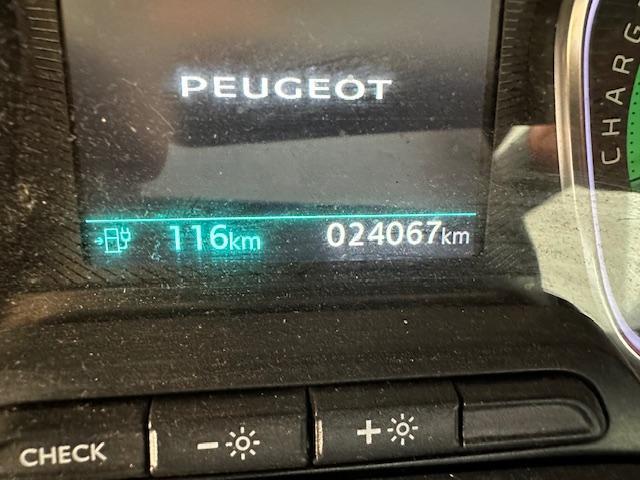 PEUGEOT
116km 024067km
CHARG
CHECK - +